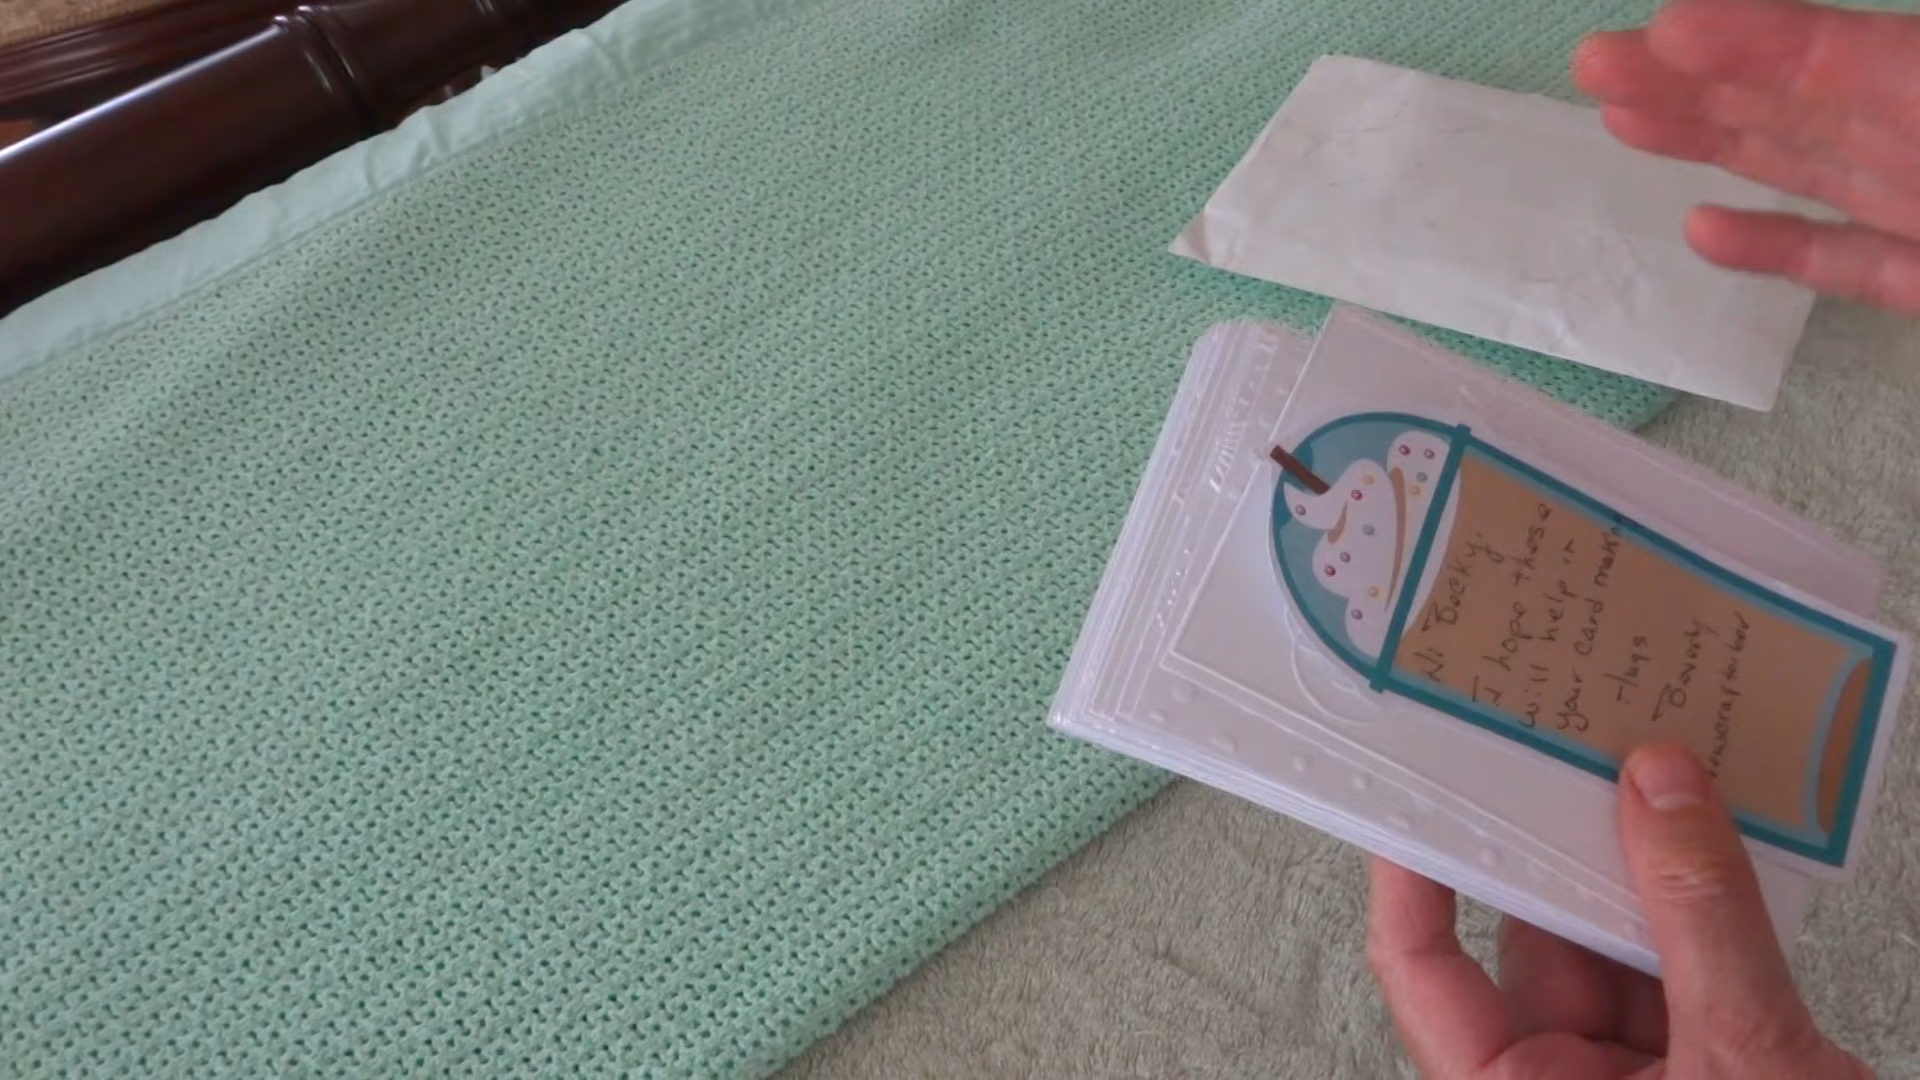 Hi Becky,
I hope these
will help in
your card making
Hugs
Beverly